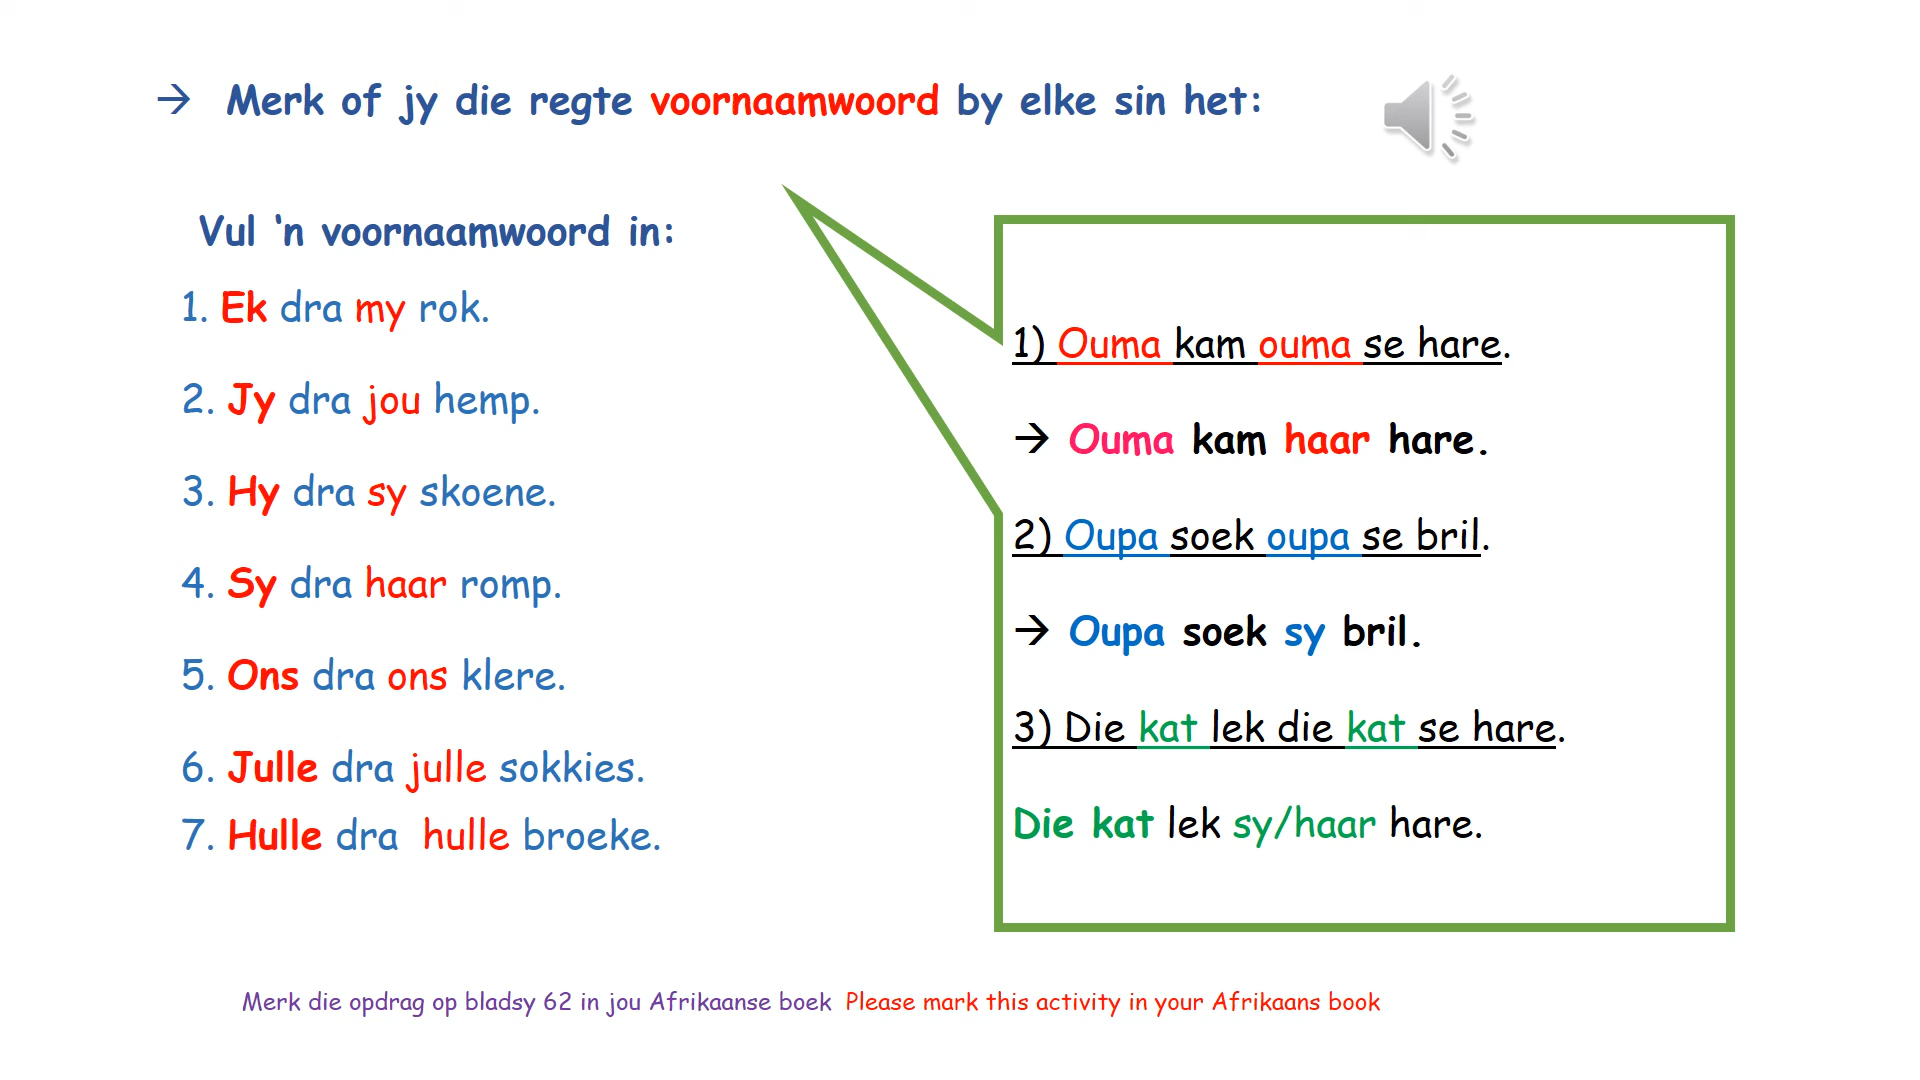 → Merk of jy die regte voornaamwoord by elke sin het:
Vul ‘n voornaamwoord in:
1. Ek dra my rok.
2. Jy dra jou hemp.
3. Hy dra sy skoene.
4. Sy dra haar romp.
5. Ons dra ons klere.
6. Julle dra julle sokkies.
7. Hulle dra hulle broeke.
1) Ouma kam ouma se hare.
→ Ouma kam haar hare.
2) Oupa soek oupa se bril.
→ Oupa soek sy bril.
3) Die kat lek die kat se hare.
Die kat lek sy/haar hare.
Merk die opdrag op bladsy 62 in jou Afrikaanse boek Please mark this activity in your Afrikaans book